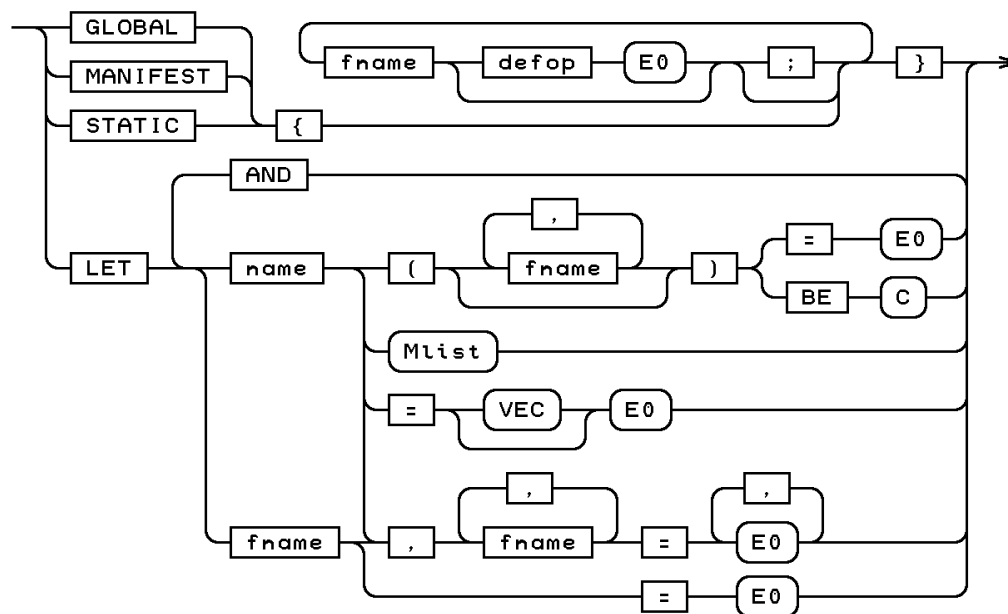 GLOBAL
fname defop E0 ; }
MANIFEST
STATIC {
AND
,
= E0
LET name ( fname )
BE C
Mlist
= VEC E0
, ,
fname , fname = E0
= E0